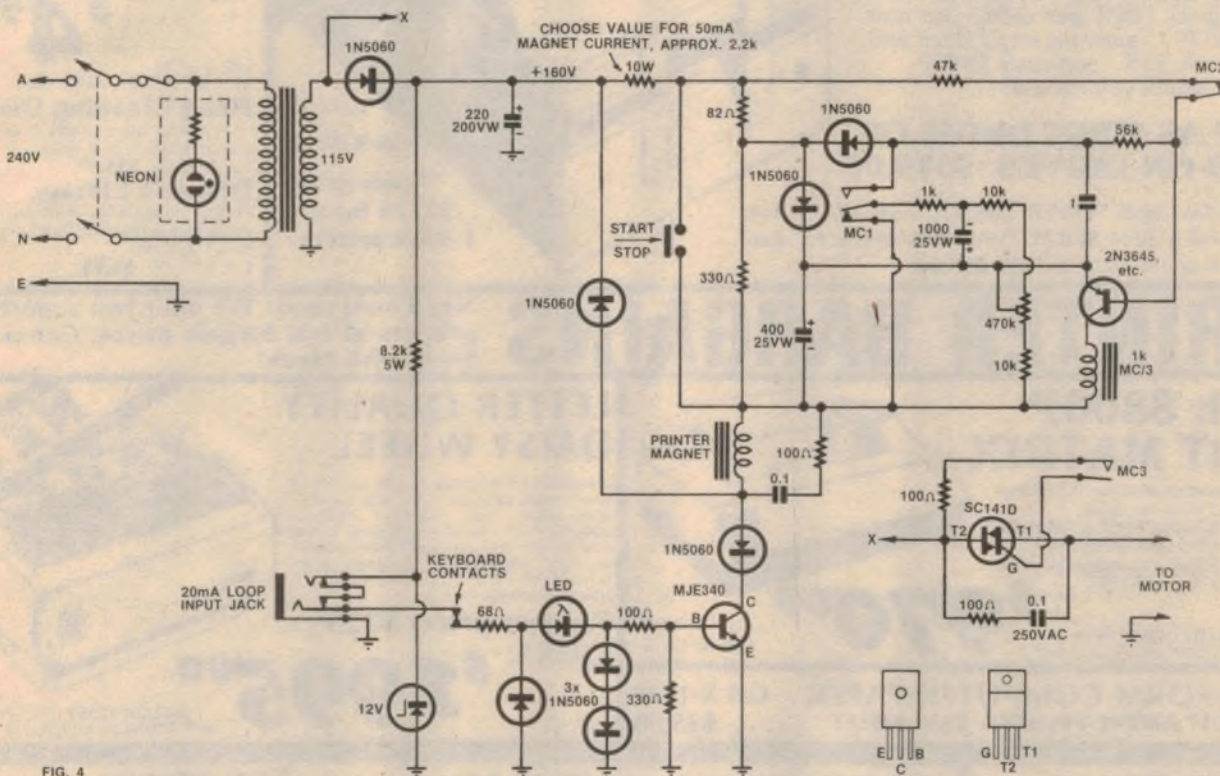 X
CHOOSE VALUE FOR 50mA
MAGNET CURRENT, APPROX. 2.2k
1N5060
+160V
10W
47k
MC2
A
220
200VW
82Ω
1N5060
56k
240V
NEON
115V
1N5060
1k
10k
1
START
STOP
MC1
1000
25VW
2N3645,
etc.
N
E
1N5060
330Ω
400
25VW
470k
8.2k
5W
10k
1k
MC/3
PRINTER
MAGNET
100Ω
0.1
MC3
100Ω
SC141D
1N5060
X
T2
T1
G
KEYBOARD
CONTACTS
LED
MJE340
TO
MOTOR
20mA LOOP
INPUT JACK
68Ω
100Ω
B
C
E
100Ω
0.1
250VAC
12V
3x
1N5060
330Ω
E
B
C
G
T1
T2
FIG. 4